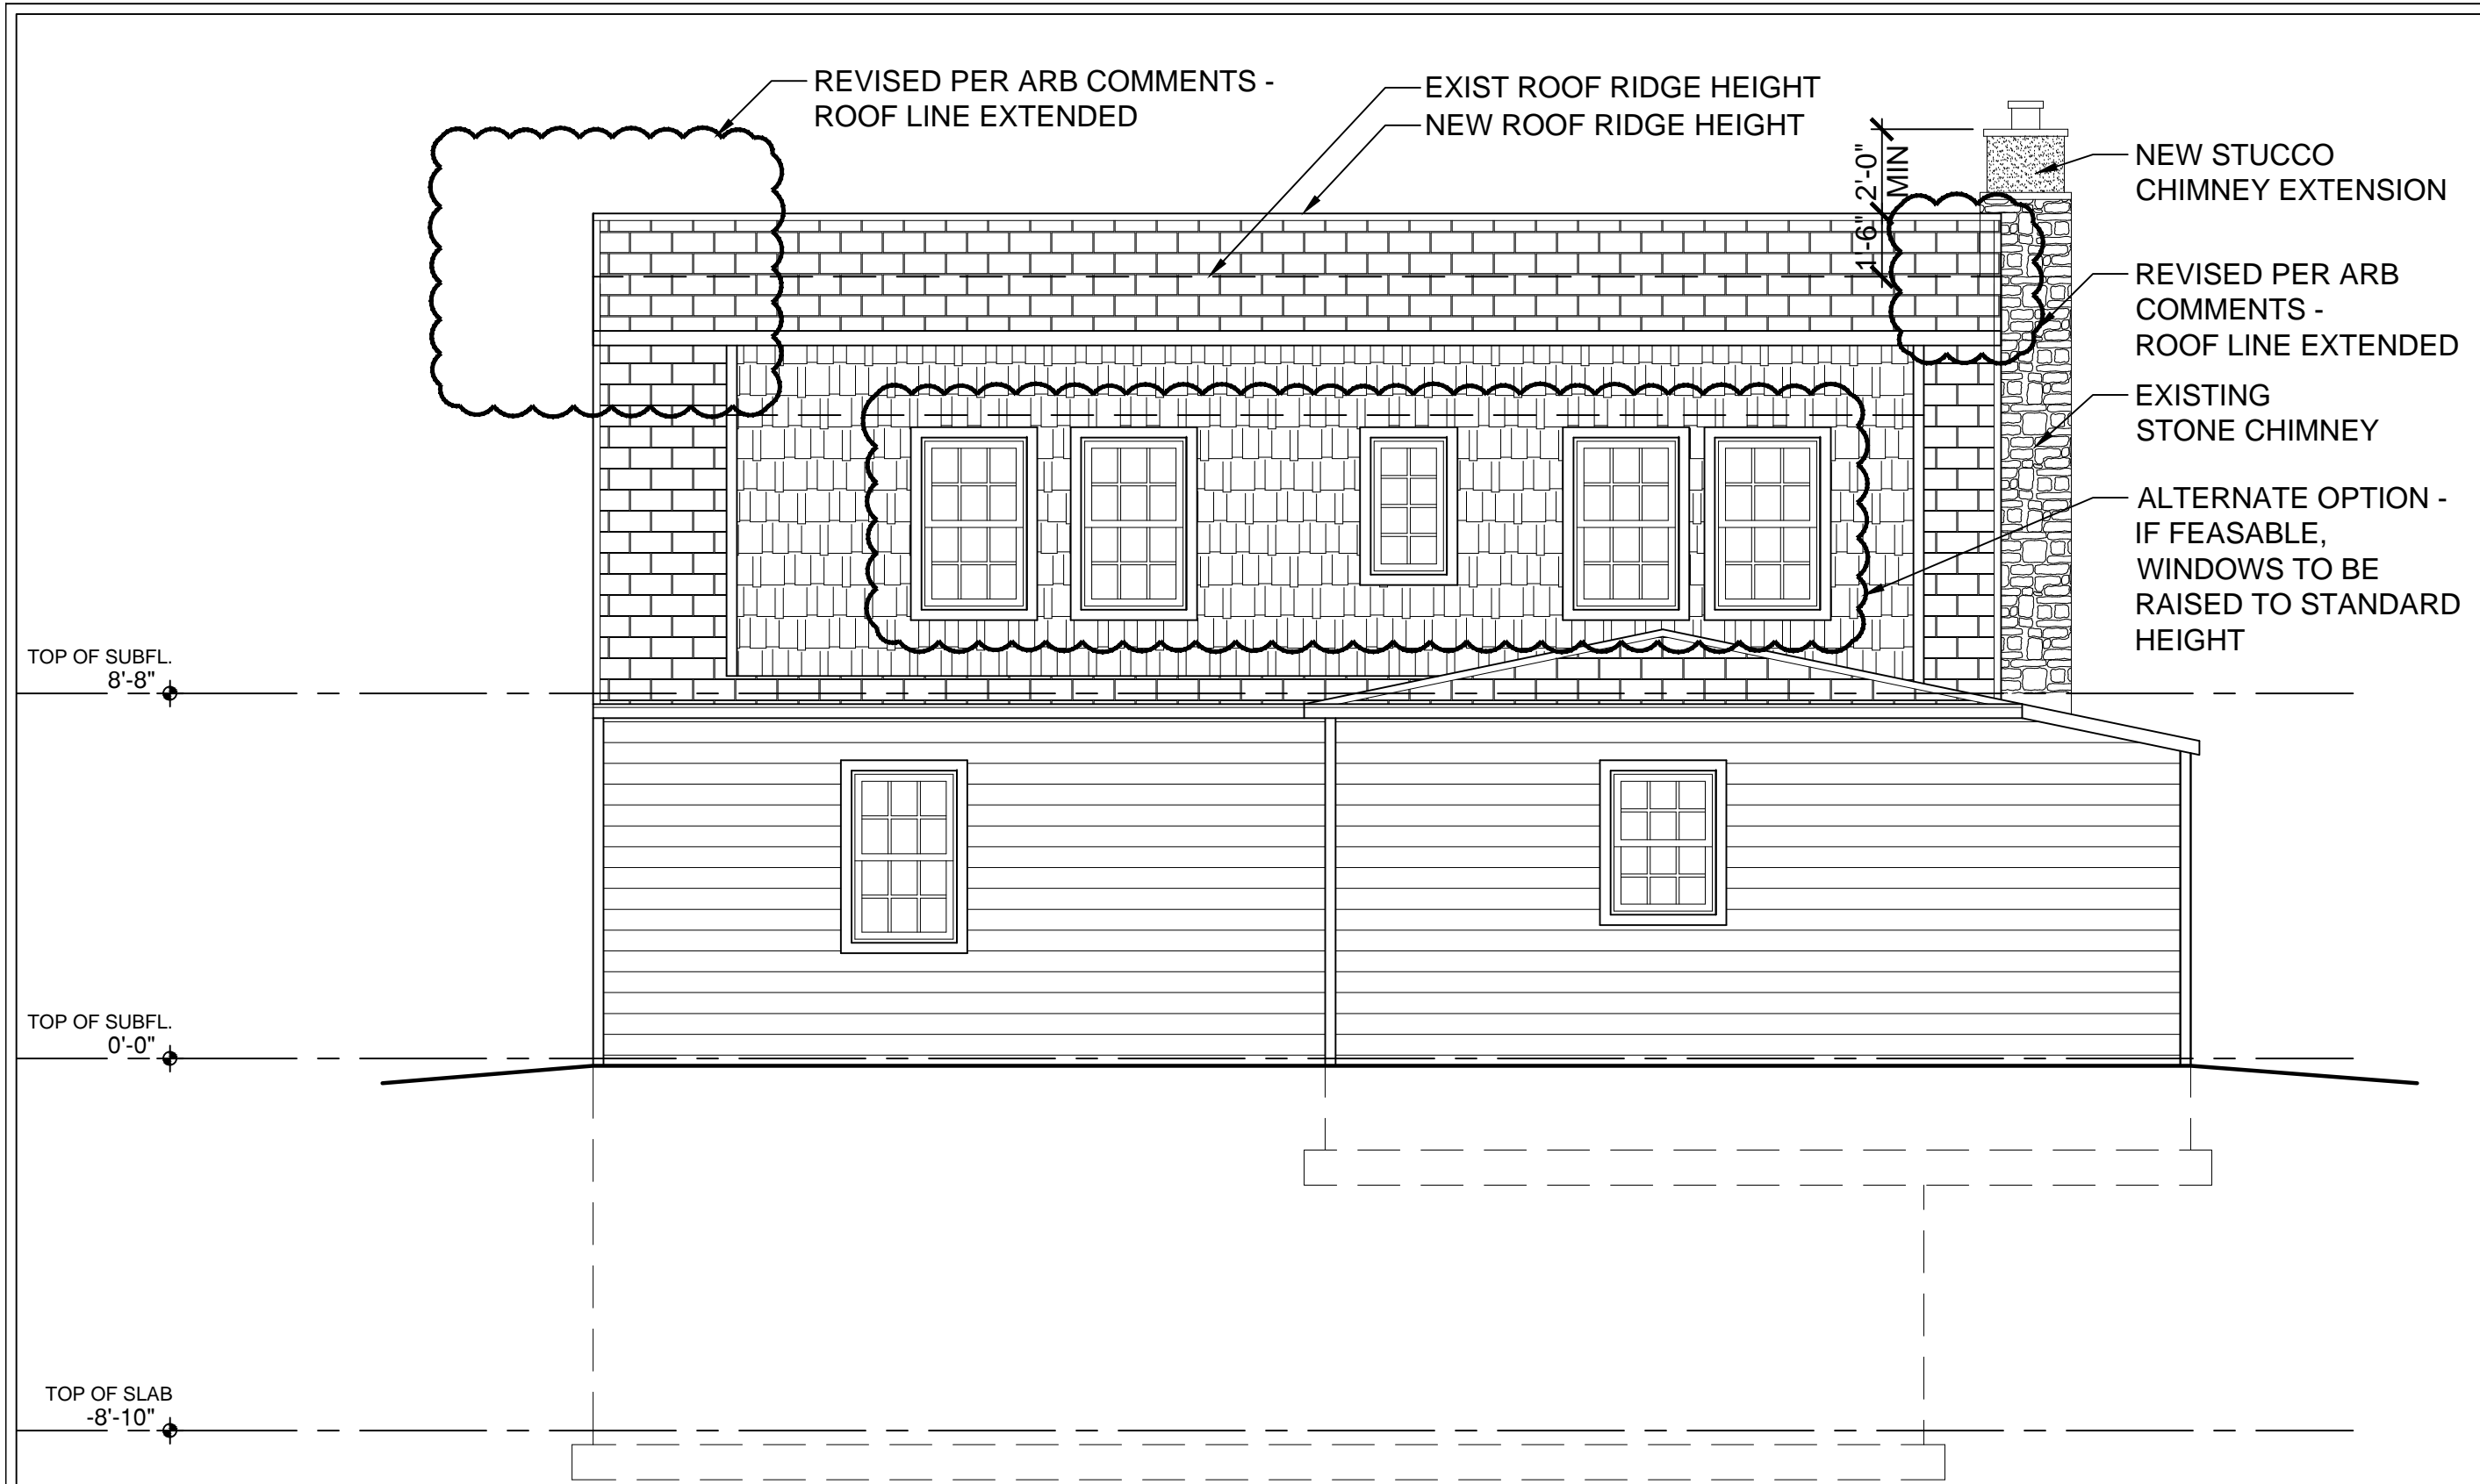 REVISED PER ARB COMMENTS -
ROOF LINE EXTENDED
EXIST ROOF RIDGE HEIGHT
NEW ROOF RIDGE HEIGHT
2'-0"
MIN
1'-6"
NEW STUCCO
CHIMNEY EXTENSION
REVISED PER ARB
COMMENTS -
ROOF LINE EXTENDED
EXISTING
STONE CHIMNEY
ALTERNATE OPTION -
IF FEASABLE,
WINDOWS TO BE
RAISED TO STANDARD
HEIGHT
TOP OF SUBFL.
8'-8"
TOP OF SUBFL.
0'-0"
TOP OF SLAB
-8'-10"